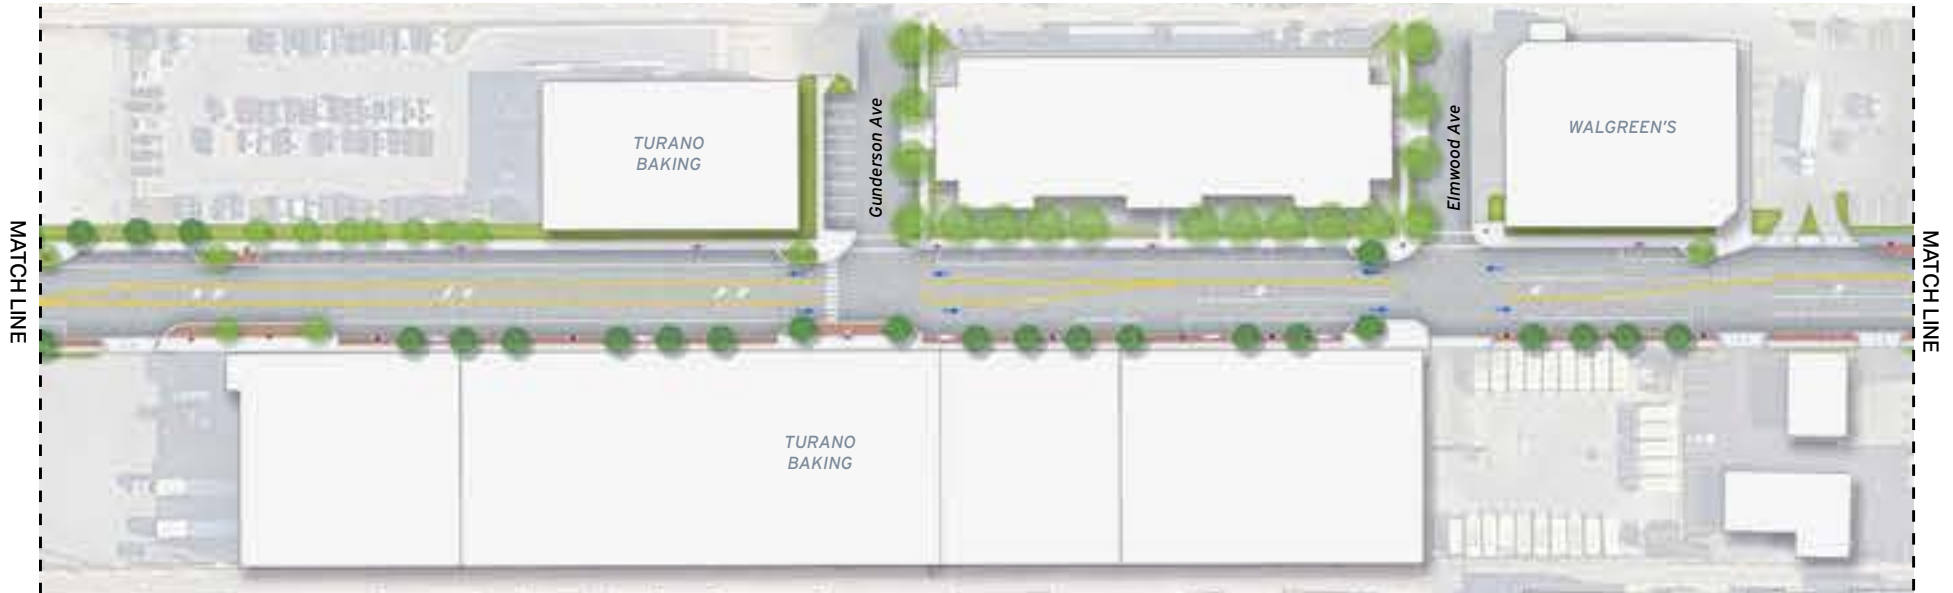 MATCH LINE
TURANO
BAKING
Gunderson Ave
Elmwood Ave
WALGREEN'S
MATCH LINE
TURANO
BAKING